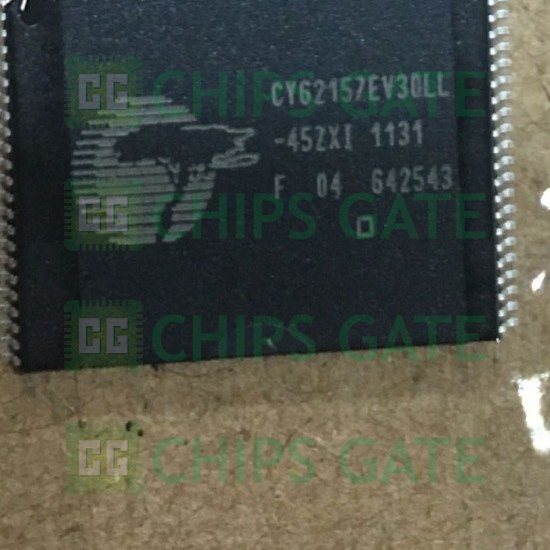 CHIPS GATE
CY62157EV30LL
-45ZXI 1131
F 04 642543
CHIPS GATE
CHIPS GATE
CHIPS GATE